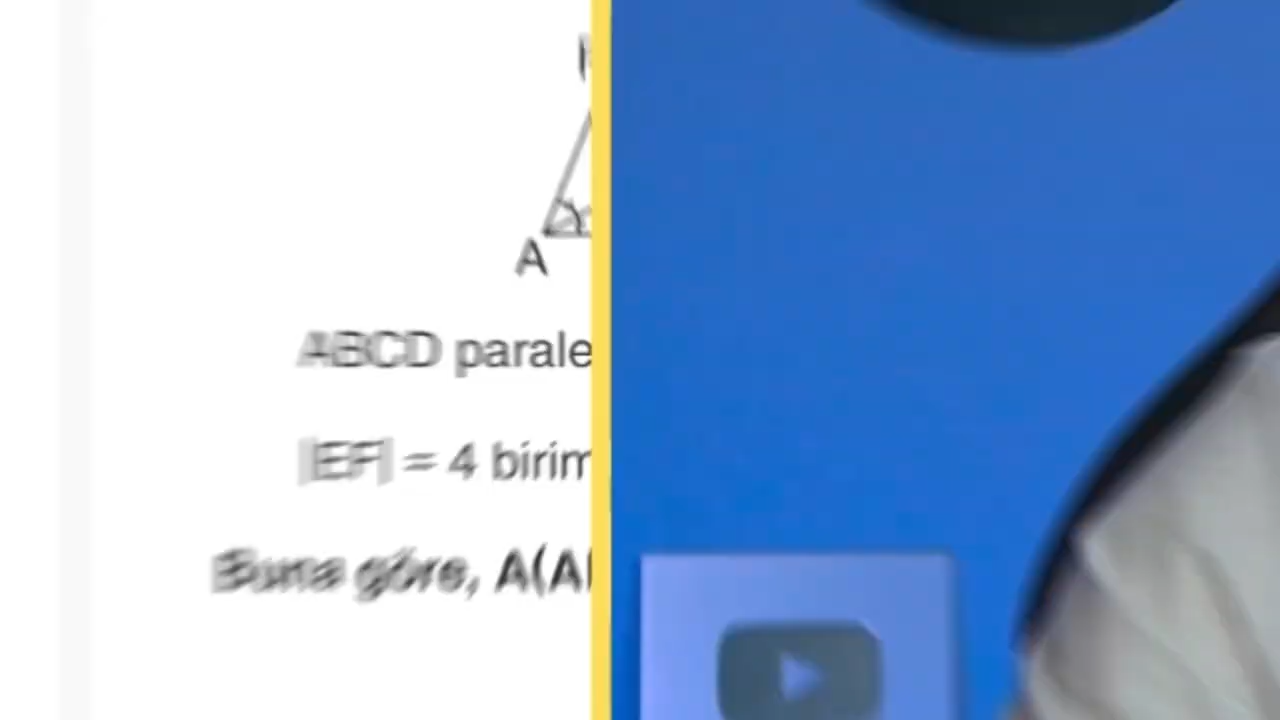 A
ABCD parale
|EF| = 4 birim
Buna göre, A(A